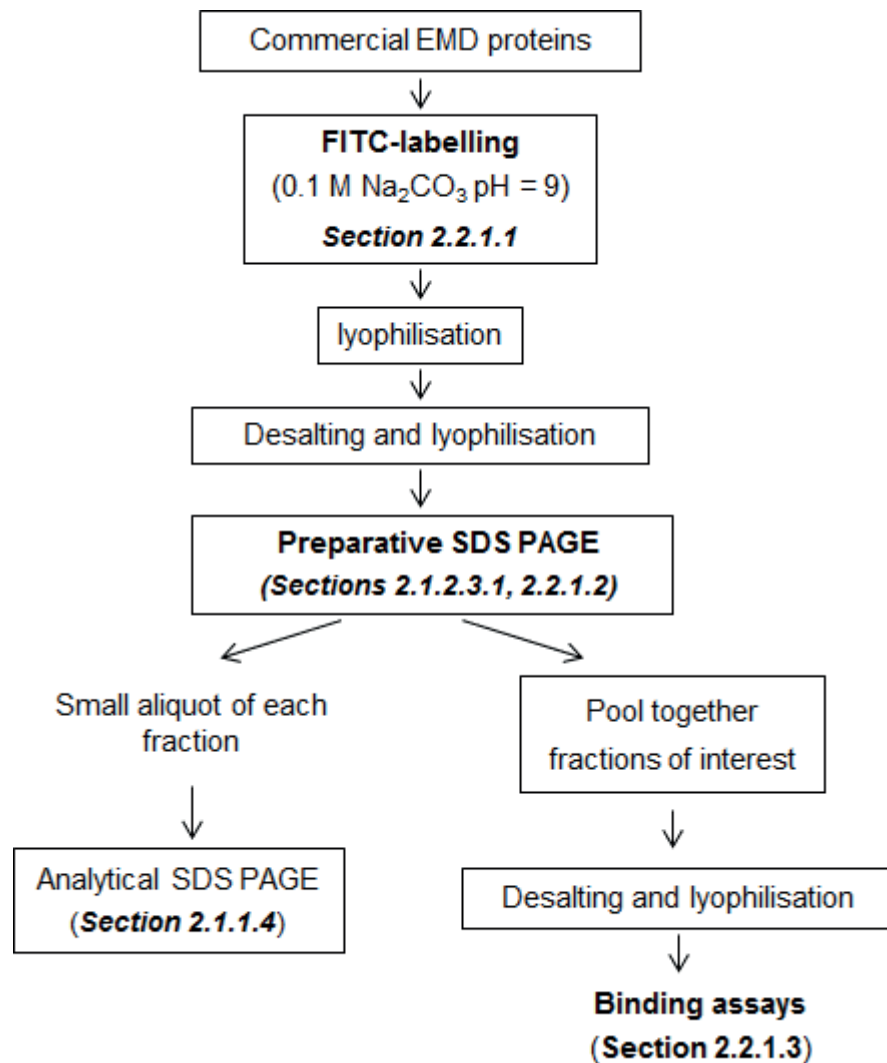 Commercial EMD proteins
FITC-labelling
(0.1 M Na₂CO₃ pH = 9)
Section 2.2.1.1
lyophilisation
Desalting and lyophilisation
Preparative SDS PAGE
(Sections 2.1.2.3.1, 2.2.1.2)
Small aliquot of each
fraction
Analytical SDS PAGE
(Section 2.1.1.4)
Pool together
fractions of interest
Desalting and lyophilisation
Binding assays
(Section 2.2.1.3)